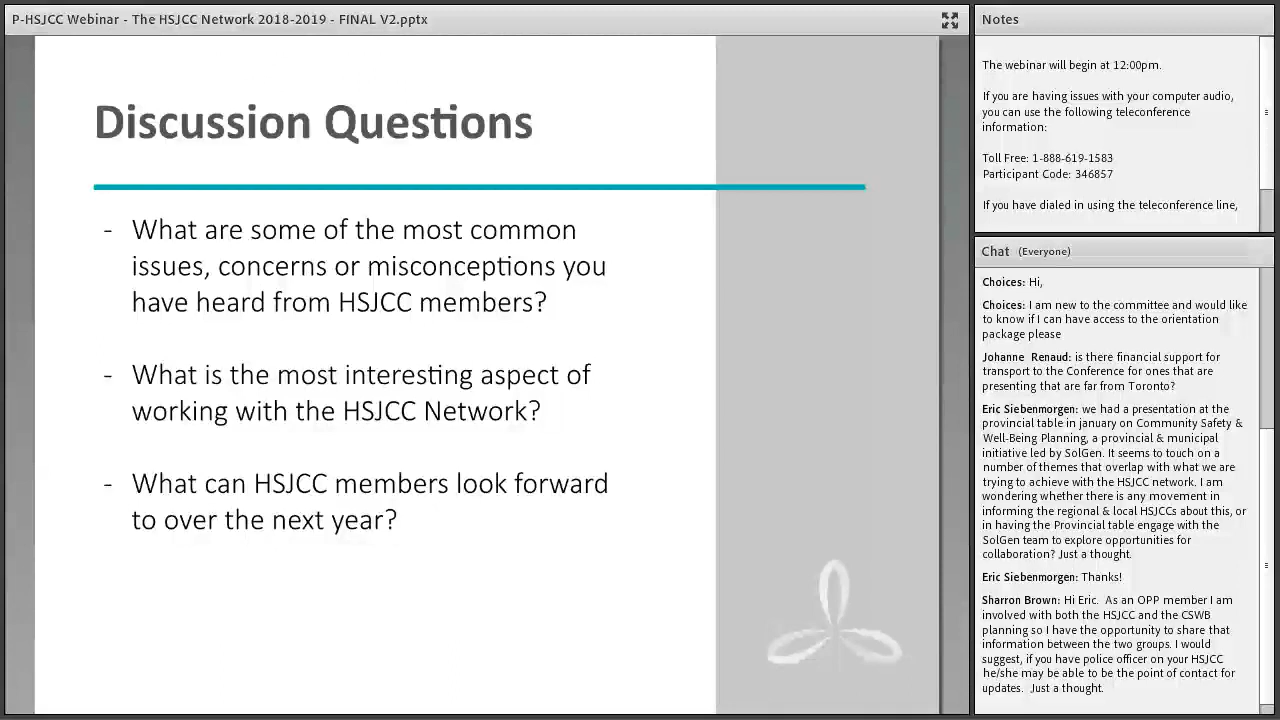 P-HSJCC Webinar - The HSJCC Network 2018-2019 - FINAL V2.pptx
Discussion Questions
- What are some of the most common
issues, concerns or misconceptions you
have heard from HSJCC members?
- What is the most interesting aspect of
working with the HSJCC Network?
- What can HSJCC members look forward
to over the next year?
Notes
The webinar will begin at 12:00pm.
If you are having issues with your computer audio,
you can use the following teleconference
information:
Toll Free: 1-888-619-1583
Participant Code: 346857
If you have dialed in using the teleconference line,
Chat (Everyone)
Choices: Hi,
Choices: I am new to the committee and would like
to know if I can have access to the orientation
package please
Johanne Renaud: is there financial support for
transport to the Conference for ones that are
presenting that are far from Toronto?
Eric Siebenmorgen: we had a presentation at the
provincial table in january on Community Safety &
Well-Being Planning, a provincial & municipal
initiative led by SolGen. It seems to touch on a
number of themes that overlap with what we are
trying to achieve with the HSJCC network. I am
wondering whether there is any movement in
informing the regional & local HSJCCs about this, or
in having the Provincial table engage with the
SolGen team to explore opportunities for
collaboration? Just a thought.
Eric Siebenmorgen: Thanks!
Sharron Brown: Hi Eric. As an OPP member I am
involved with both the HSJCC and the CSWB
planning so I have the opportunity to share that
information between the two groups. I would
suggest, if you have police officer on your HSJCC
he/she may be able to be the point of contact for
updates. Just a thought.